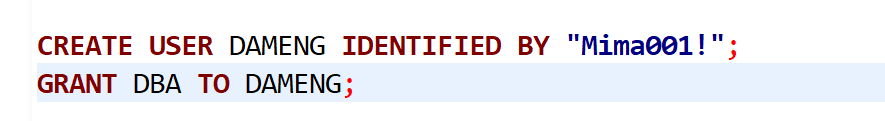 CREATE USER DAMENG IDENTIFIED BY "Mima001!";
GRANT DBA TO DAMENG;